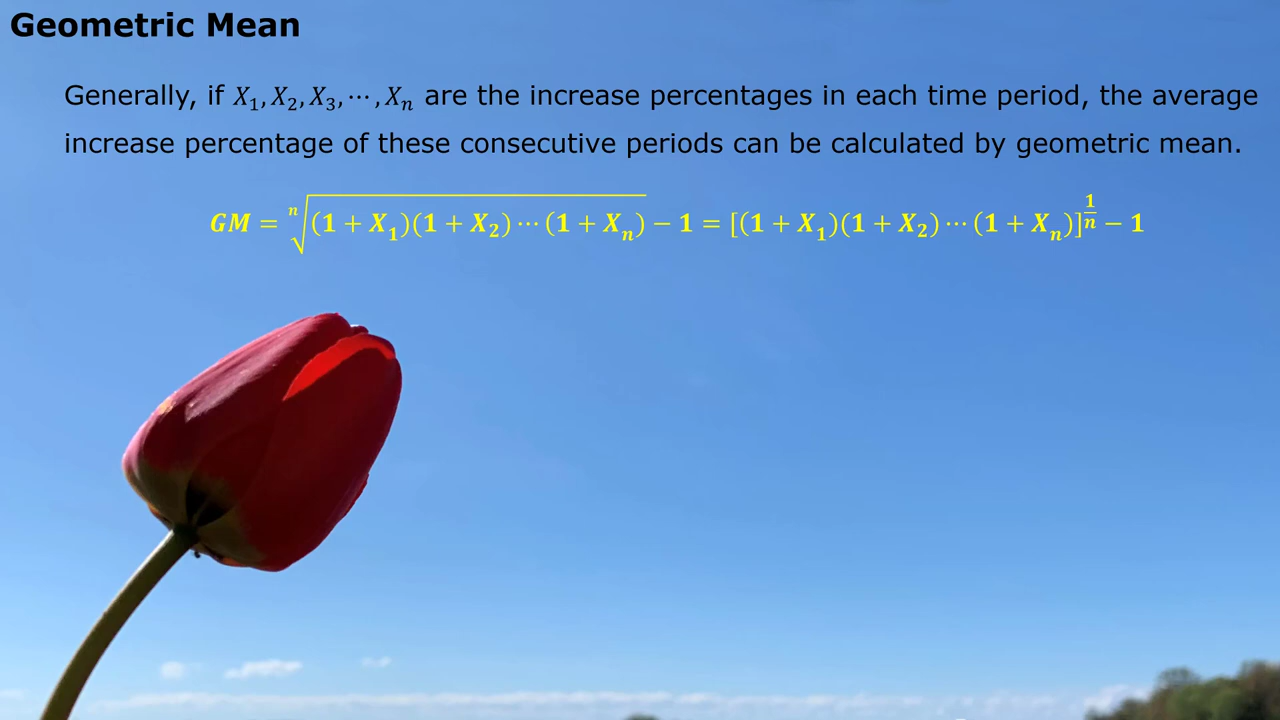 Geometric Mean
Generally, if X₁, X₂, X₃, ⋯ , Xₙ are the increase percentages in each time period, the average
increase percentage of these consecutive periods can be calculated by geometric mean.
GM = ⁿ√(1 + X₁)(1 + X₂) ⋯ (1 + Xₙ) − 1 = [(1 + X₁)(1 + X₂) ⋯ (1 + Xₙ)]^(1/n) − 1